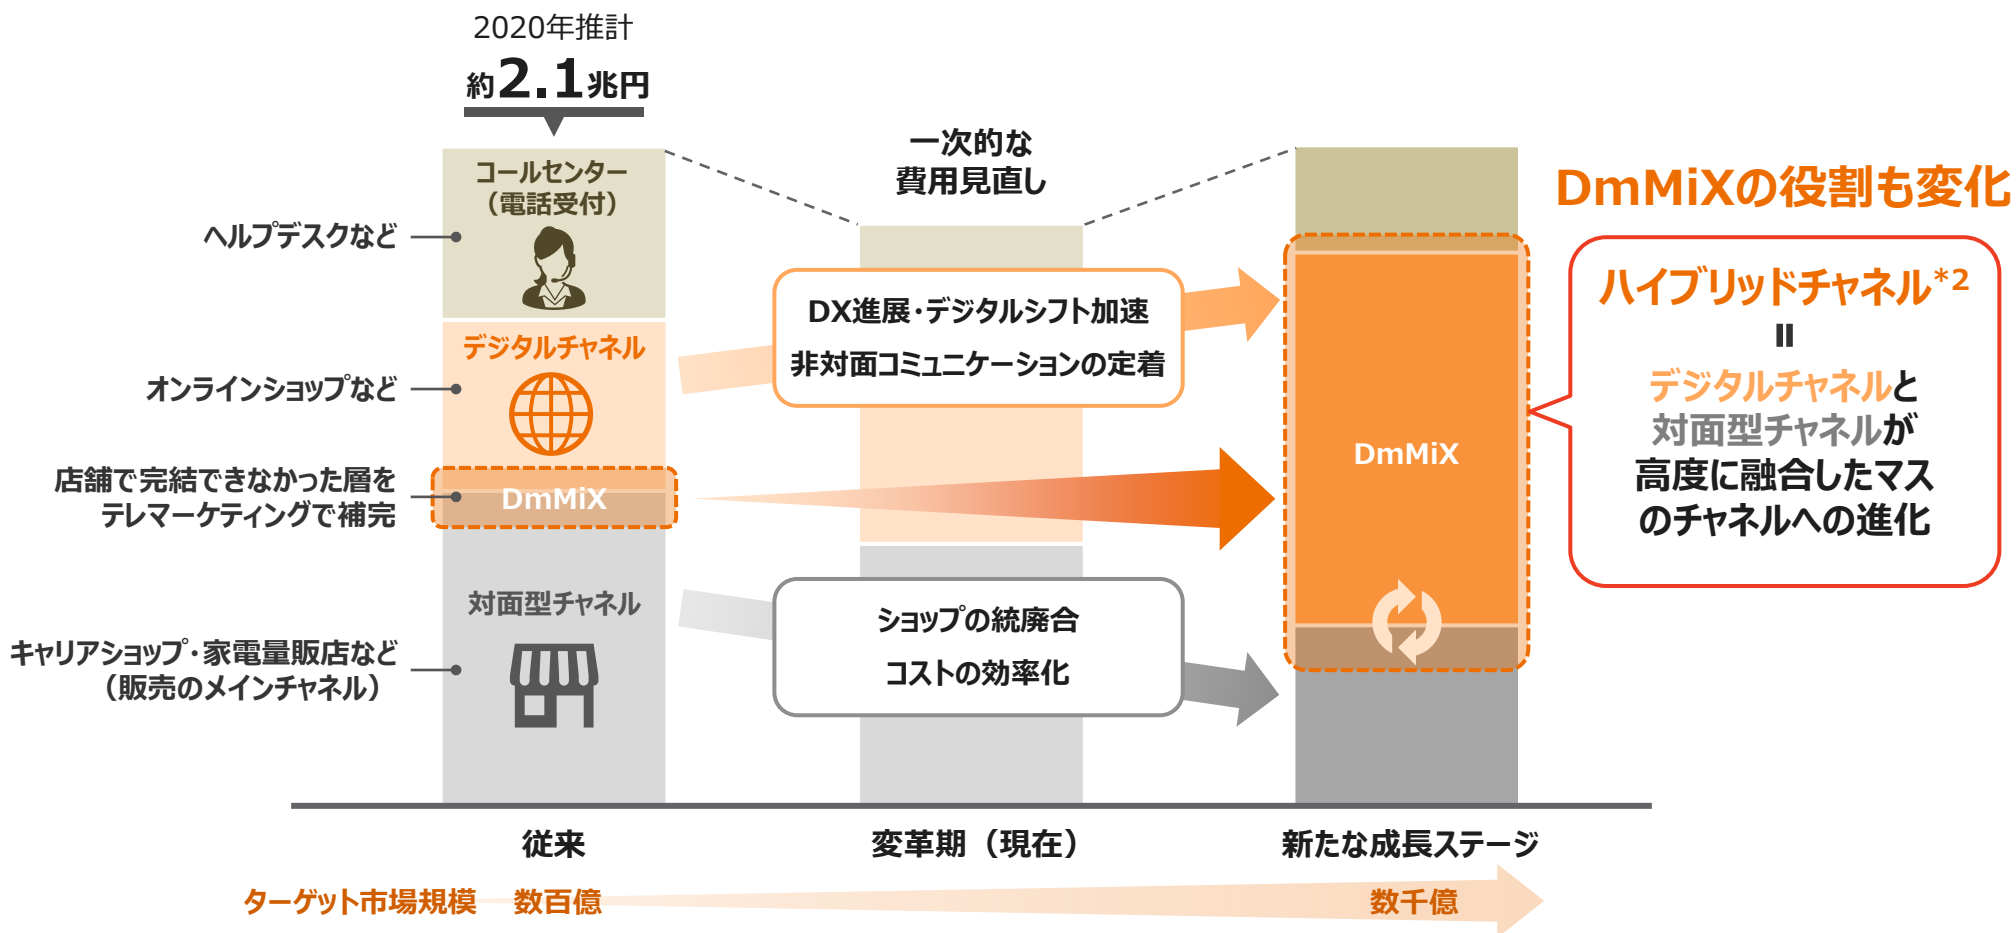 2020年推計
約2.1兆円
一次的な
費用見直し
コールセンター
（電話受付）
ヘルプデスクなど
デジタルチャネル
オンラインショップなど
店舗で完結できなかった層を
テレマーケティングで補完
DmMiX
対面型チャネル
キャリアショップ・家電量販店など
（販売のメインチャネル）
DX進展・デジタルシフト加速
非対面コミュニケーションの定着
ショップの統廃合
コストの効率化
DmMiX
DmMiXの役割も変化
ハイブリッドチャネル*2
=
デジタルチャネルと
対面型チャネルが
高度に融合したマス
のチャネルへの進化
従来
変革期（現在）
新たな成長ステージ
ターゲット市場規模
数百億
数千億